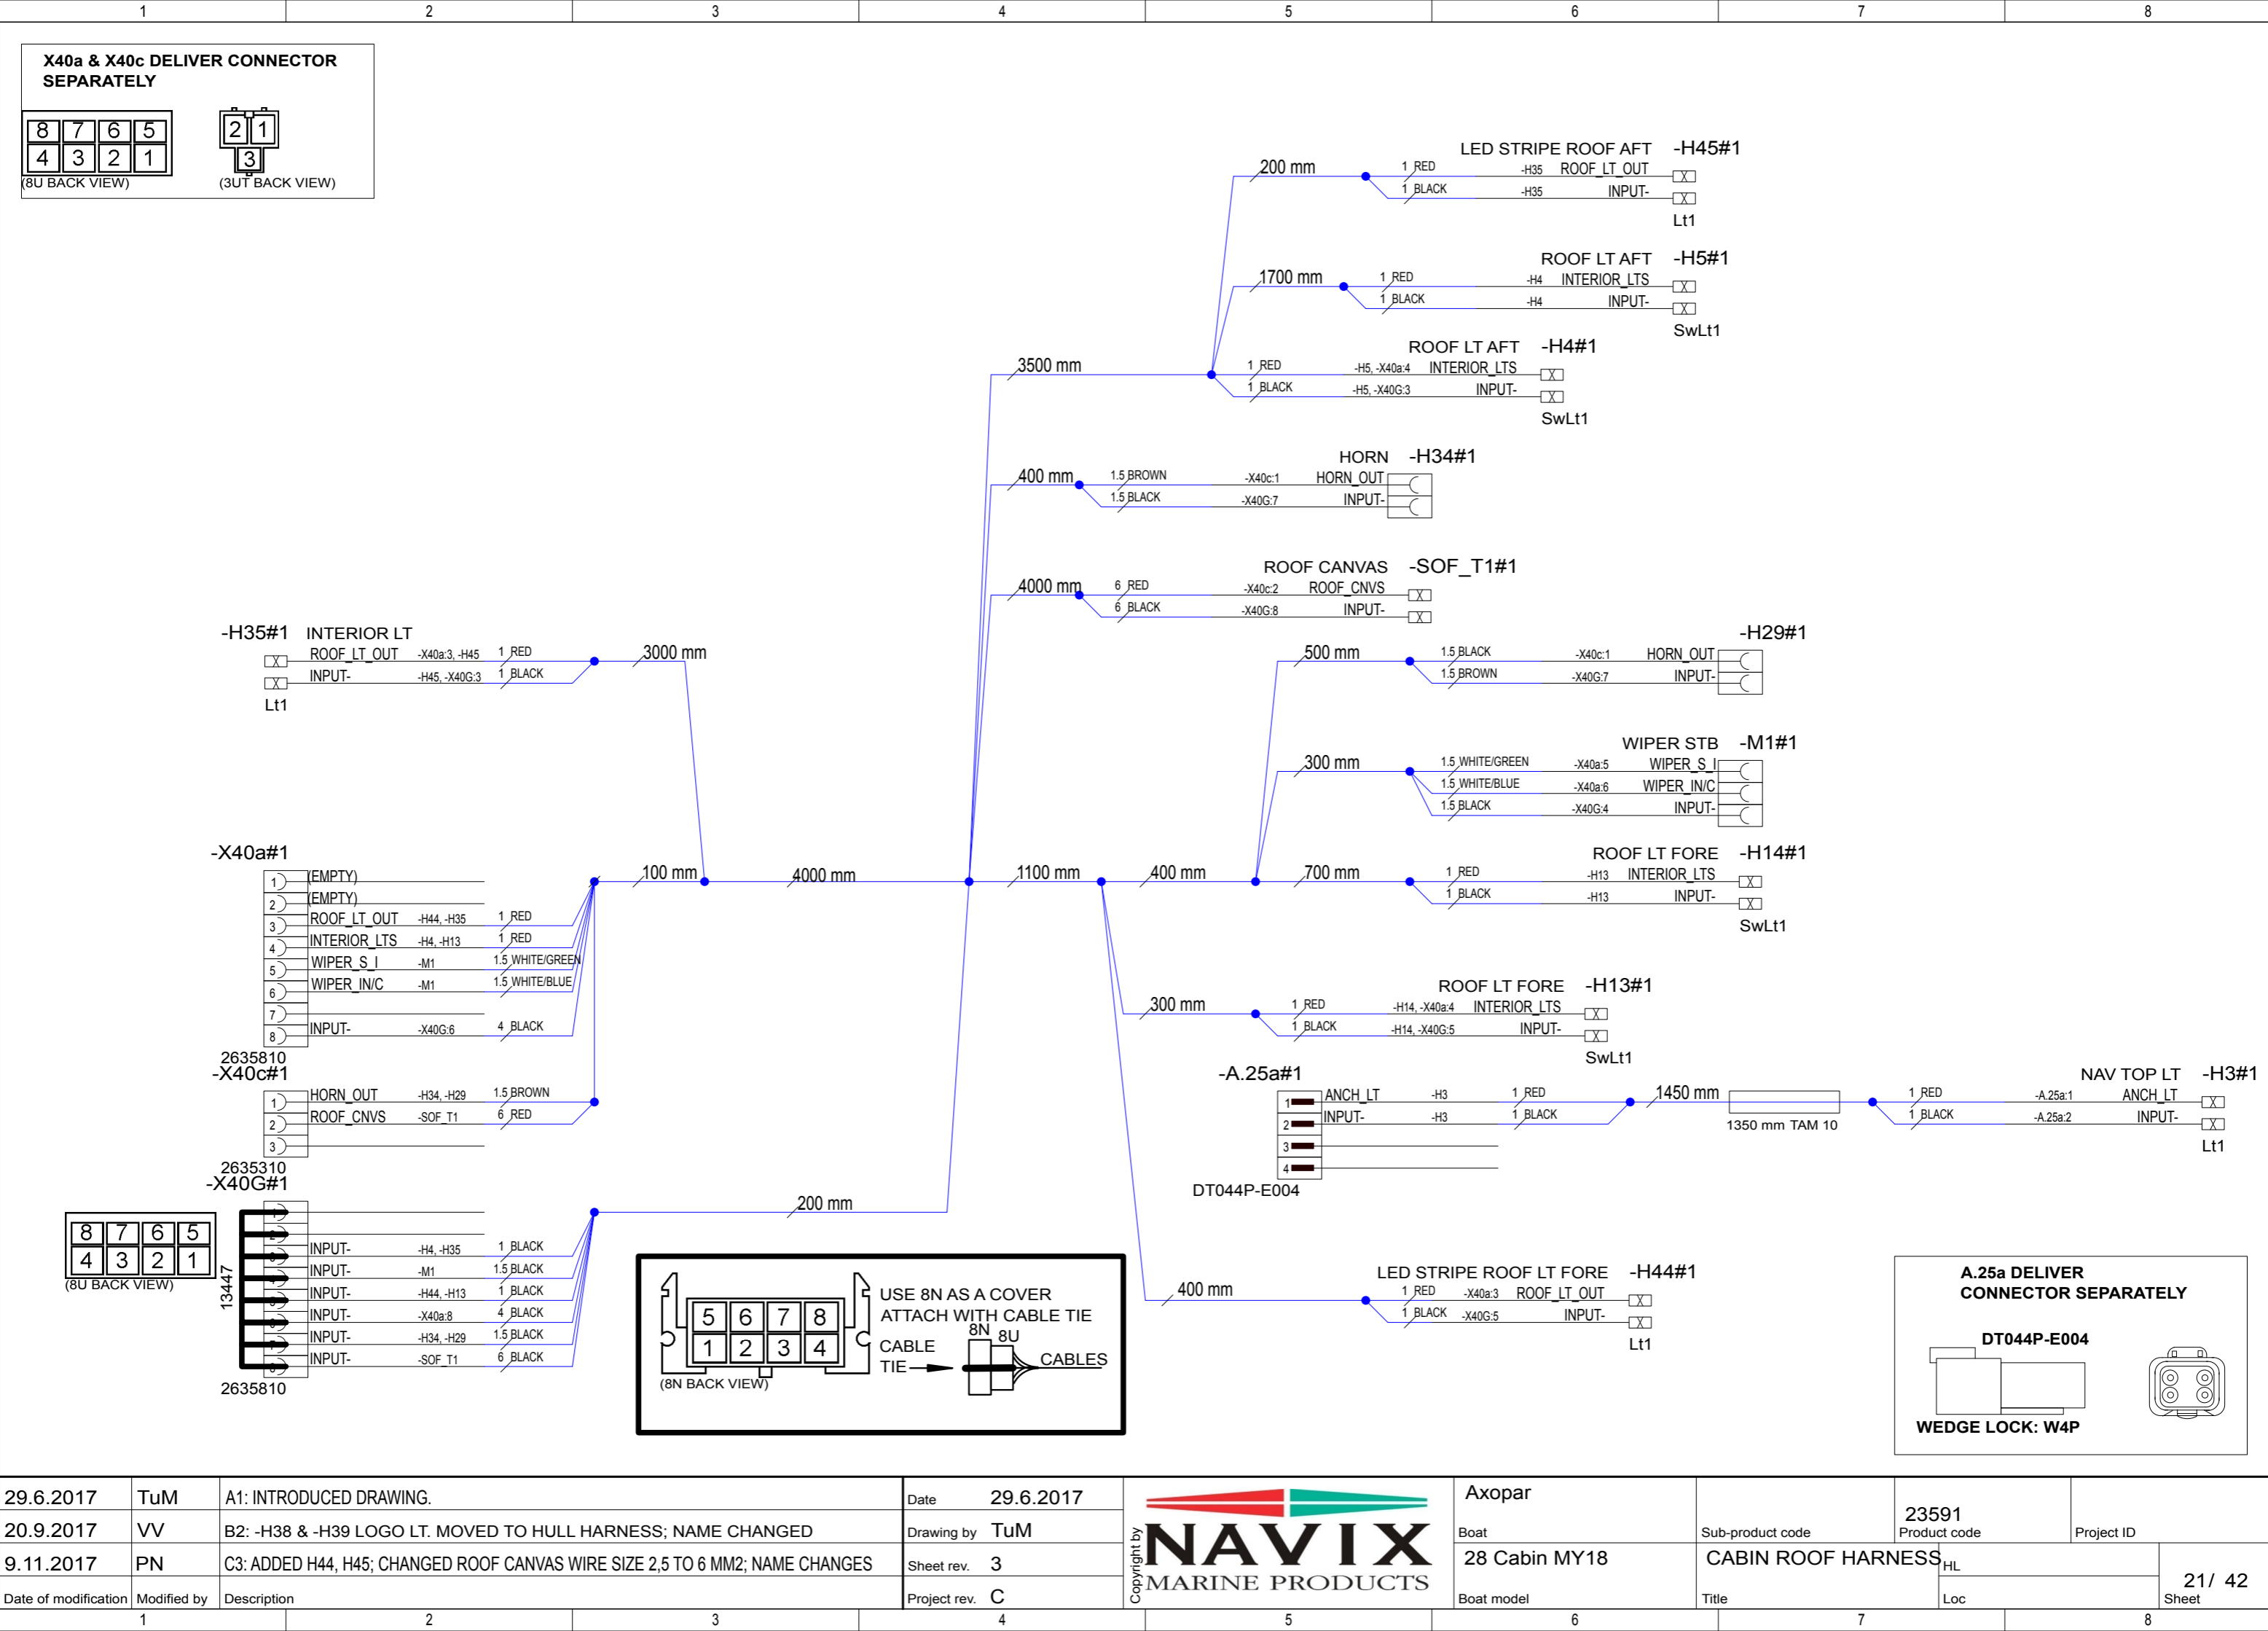 1 2 3 4 5 6 7 8
X40a & X40c DELIVER CONNECTOR
SEPARATELY
8 7 6 5
4 3 2 1
(8U BACK VIEW)
2 1
3
(3UT BACK VIEW)
LED STRIPE ROOF AFT -H45#1
200 mm 1 RED -H35 ROOF_LT_OUT X
1 BLACK -H35 INPUT- X
Lt1
ROOF LT AFT -H5#1
1700 mm 1 RED -H4 INTERIOR_LTS X
1 BLACK -H4 INPUT- X
SwLt1
ROOF LT AFT -H4#1
3500 mm 1 RED -H5, -X40a:4 INTERIOR_LTS X
1 BLACK -H5, -X40G:3 INPUT- X
SwLt1
HORN -H34#1
400 mm 1.5 BROWN -X40c:1 HORN_OUT
1.5 BLACK -X40G:7 INPUT-
ROOF CANVAS -SOF_T1#1
4000 mm 6 RED -X40c:2 ROOF_CNVS X
6 BLACK -X40G:8 INPUT- X
-H35#1 INTERIOR LT
X ROOF_LT_OUT -X40a:3, -H45 1 RED 3000 mm
X INPUT- -H45, -X40G:3 1 BLACK
Lt1
-H29#1
500 mm 1.5 BLACK -X40c:1 HORN_OUT
1.5 BROWN -X40G:7 INPUT-
WIPER STB -M1#1
300 mm 1.5 WHITE/GREEN -X40a:5 WIPER_S_I
1.5 WHITE/BLUE -X40a:6 WIPER_IN/C
1.5 BLACK -X40G:4 INPUT-
-X40a#1
1 (EMPTY)
2 (EMPTY)
3 ROOF_LT_OUT -H44, -H35 1 RED
4 INTERIOR_LTS -H4, -H13 1 RED
5 WIPER_S_I -M1 1.5 WHITE/GREEN
6 WIPER_IN/C -M1 1.5 WHITE/BLUE
7
8 INPUT- -X40G:6 4 BLACK
2635810
100 mm 4000 mm 1100 mm 400 mm 700 mm
ROOF LT FORE -H14#1
1 RED -H13 INTERIOR_LTS X
1 BLACK -H13 INPUT- X
SwLt1
ROOF LT FORE -H13#1
300 mm 1 RED -H14, -X40a:4 INTERIOR_LTS X
1 BLACK -H14, -X40G:5 INPUT- X
SwLt1
-X40c#1
1 HORN_OUT -H34, -H29 1.5 BROWN
2 ROOF_CNVS -SOF_T1 6 RED
3
2635310
-A.25a#1
1 ANCH_LT -H3 1 RED 1450 mm
2 INPUT- -H3 1 BLACK
3
4
DT044P-E004
1350 mm TAM 10
NAV TOP LT -H3#1
1 RED -A.25a:1 ANCH_LT X
1 BLACK -A.25a:2 INPUT- X
Lt1
-X40G#1
200 mm
INPUT- -H4, -H35 1 BLACK
INPUT- -M1 1.5 BLACK
INPUT- -H44, -H13 1 BLACK
INPUT- -X40a:8 4 BLACK
INPUT- -H34, -H29 1.5 BLACK
INPUT- -SOF_T1 6 BLACK
2635810
13447
8 7 6 5
4 3 2 1
(8U BACK VIEW)
5 6 7 8
1 2 3 4
(8N BACK VIEW)
USE 8N AS A COVER
ATTACH WITH CABLE TIE
8N 8U
CABLE
TIE
CABLES
LED STRIPE ROOF LT FORE -H44#1
400 mm 1 RED -X40a:3 ROOF_LT_OUT X
1 BLACK -X40G:5 INPUT- X
Lt1
A.25a DELIVER
CONNECTOR SEPARATELY
DT044P-E004
WEDGE LOCK: W4P
29.6.2017 TuM A1: INTRODUCED DRAWING.
20.9.2017 VV B2: -H38 & -H39 LOGO LT. MOVED TO HULL HARNESS; NAME CHANGED
9.11.2017 PN C3: ADDED H44, H45; CHANGED ROOF CANVAS WIRE SIZE 2,5 TO 6 MM2; NAME CHANGES
Date of modification Modified by Description
Date 29.6.2017
Drawing by TuM
Sheet rev. 3
Project rev. C
Copyright by
NAVIX
MARINE PRODUCTS
Axopar
Boat
28 Cabin MY18
Boat model
Sub-product code
23591
Product code
Project ID
CABIN ROOF HARNESS
Title
HL
Loc
21/ 42
Sheet
1 2 3 4 5 6 7 8